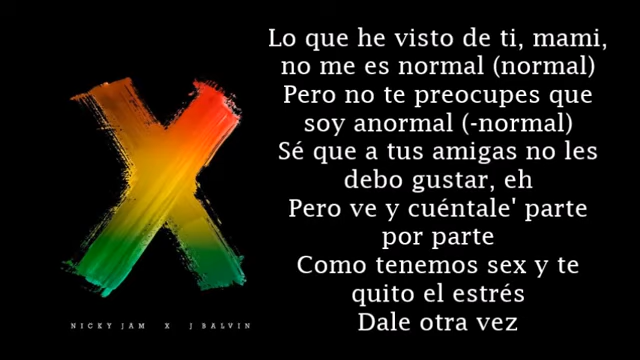 Lo que he visto de ti, mami,
no me es normal (normal)
Pero no te preocupes que
soy anormal (-normal)
Sé que a tus amigas no les
debo gustar, eh
Pero ve y cuéntale' parte
por parte
Como tenemos sex y te
quito el estrés
Dale otra vez
X
NICKY JAM X J BALVIN